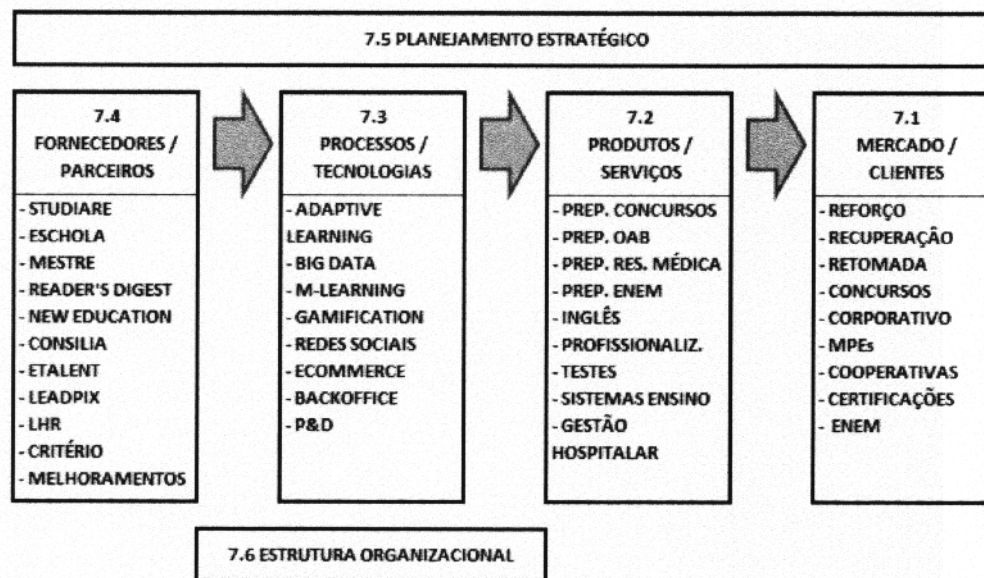 7.5 PLANEJAMENTO ESTRATÉGICO
7.4
FORNECEDORES /
PARCEIROS
- STUDIARE
- ESCHOLA
- MESTRE
- READER'S DIGEST
- NEW EDUCATION
- CONSILIA
- ETALENT
- LEADPIX
- LHR
- CRITÉRIO
- MELHORAMENTOS
7.3
PROCESSOS /
TECNOLOGIAS
- ADAPTIVE
LEARNING
- BIG DATA
- M-LEARNING
- GAMIFICATION
- REDES SOCIAIS
- ECOMMERCE
- BACKOFFICE
- P&D
7.2
PRODUTOS /
SERVIÇOS
- PREP. CONCURSOS
- PREP. OAB
- PREP. RES. MÉDICA
- PREP. ENEM
- INGLÊS
- PROFISSIONALIZ.
- TESTES
- SISTEMAS ENSINO
- GESTÃO
HOSPITALAR
7.1
MERCADO /
CLIENTES
- REFORÇO
- RECUPERAÇÃO
- RETOMADA
- CONCURSOS
- CORPORATIVO
- MPEs
- COOPERATIVAS
- CERTIFICAÇÕES
- ENEM
7.6 ESTRUTURA ORGANIZACIONAL